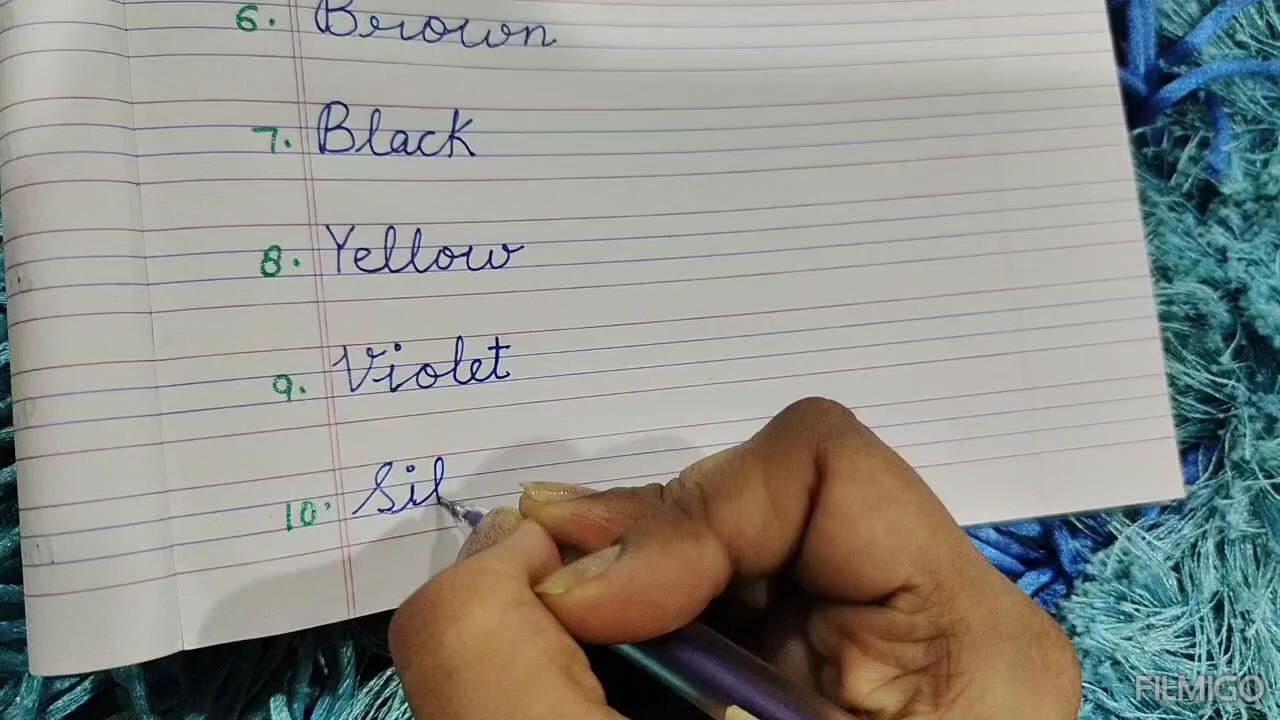 6. Brown
7. Black
8. Yellow
9. Violet
10. Sil
FILMIGO